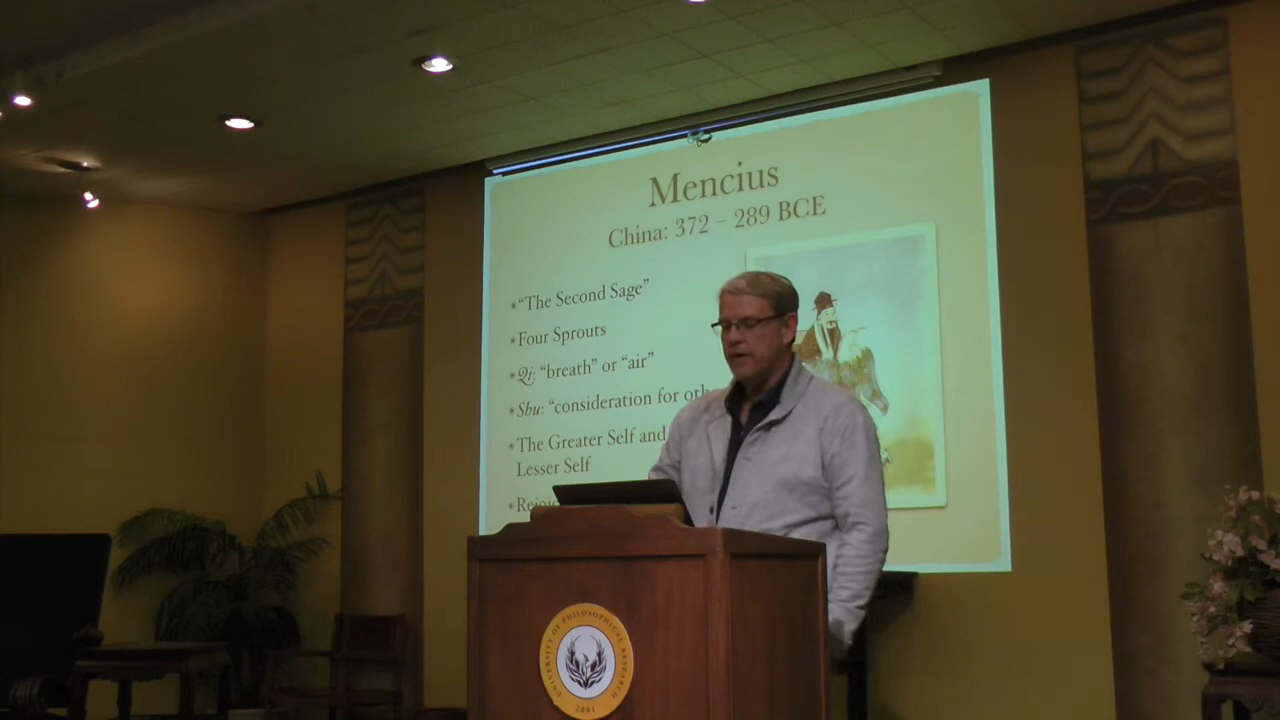 Mencius
China: 372 – 289 BCE
*"The Second Sage"
*Four Sprouts
*Qi: "breath" or "air"
*Shu: "consideration for
*The Greater Self and
Lesser Self
UNIVERSITY OF PHILOSOPHICAL RESEARCH
2001